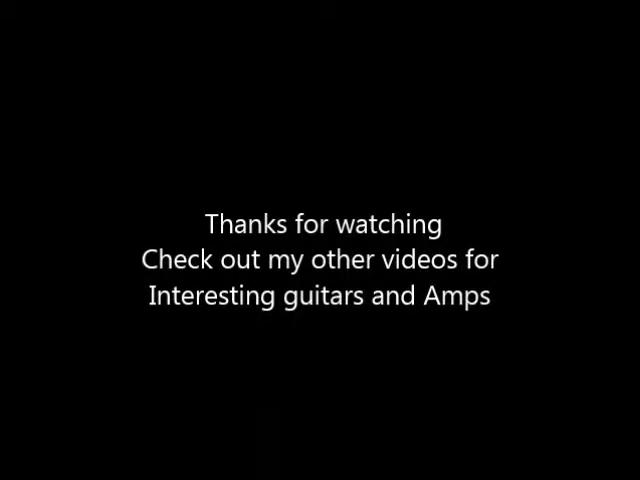 Thanks for watching
Check out my other videos for
Interesting guitars and Amps